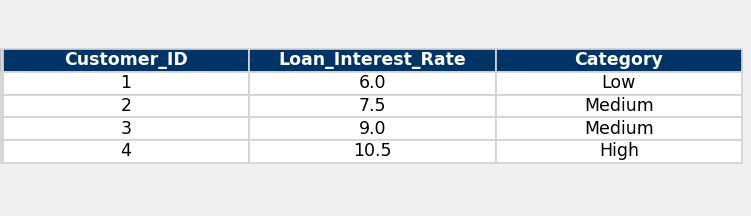 Customer_ID Loan_Interest_Rate Category
1 6.0 Low
2 7.5 Medium
3 9.0 Medium
4 10.5 High